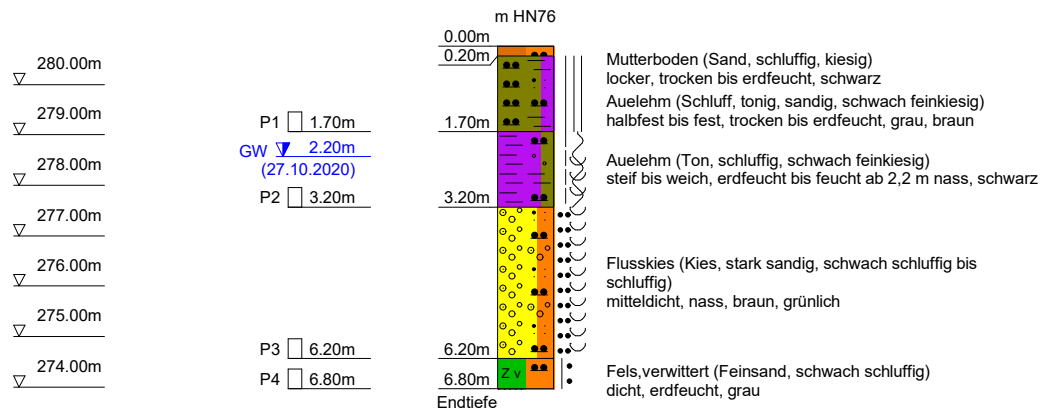 m HN76
0.00m
0.20m
280.00m
Mutterboden (Sand, schluffig, kiesig)
locker, trocken bis erdfeucht, schwarz
Auelehm (Schluff, tonig, sandig, schwach feinkiesig)
halbfest bis fest, trocken bis erdfeucht, grau, braun
279.00m
P1 1.70m
1.70m
GW 2.20m
(27.10.2020)
278.00m
Auelehm (Ton, schluffig, schwach feinkiesig)
steif bis weich, erdfeucht bis feucht ab 2,2 m nass, schwarz
P2 3.20m
3.20m
277.00m
276.00m
Flusskies (Kies, stark sandig, schwach schluffig bis
schluffig)
mitteldicht, nass, braun, grünlich
275.00m
P3 6.20m
6.20m
274.00m
P4 6.80m
Z v
6.80m
Fels,verwittert (Feinsand, schwach schluffig)
dicht, erdfeucht, grau
Endtiefe